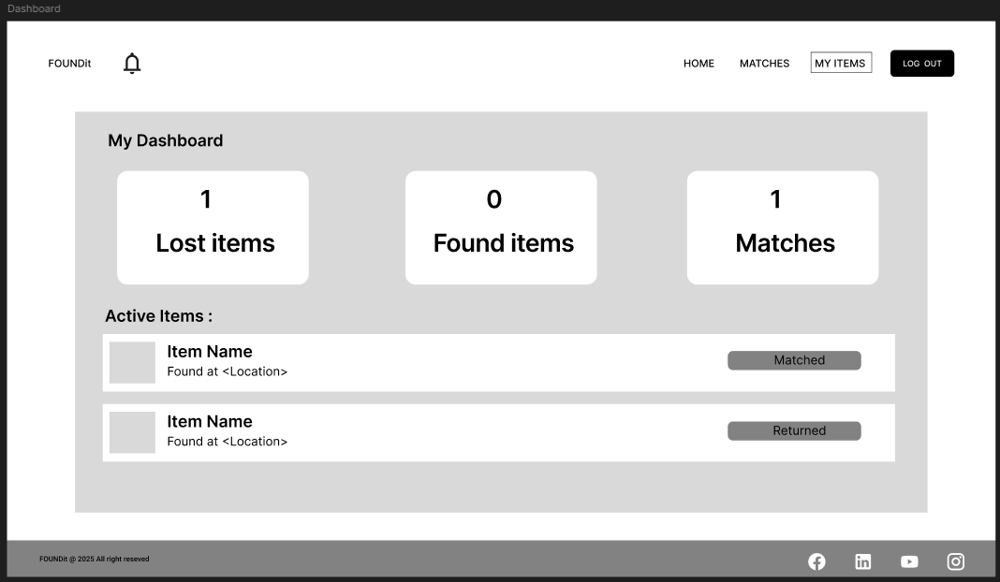 Dashboard
FOUNDit
HOME MATCHES MY ITEMS LOG OUT
My Dashboard
1 0 1
Lost items Found items Matches
Active Items :
Item Name
Found at <Location>
Matched
Item Name
Found at <Location>
Returned
FOUNDit @ 2025 All right reseved